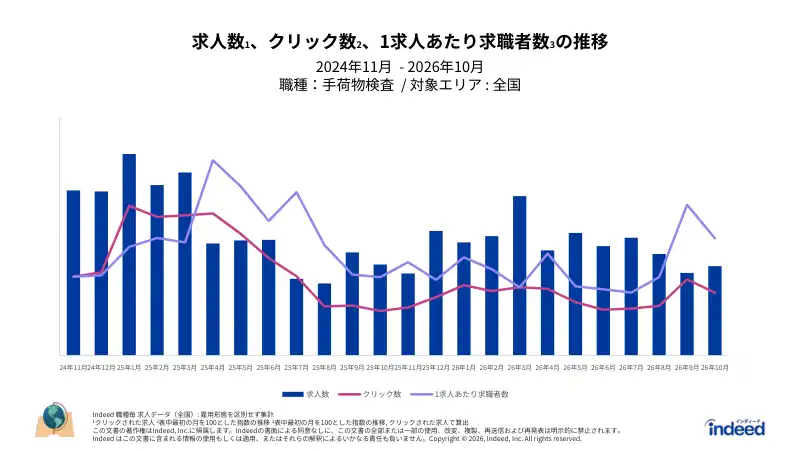 求人数1、クリック数2、1求人あたり求職者数3の推移
2024年11月 - 2026年10月
職種：手荷物検査 / 対象エリア : 全国
24年11月 24年12月 25年1月 25年2月 25年3月 25年4月 25年5月 25年6月 25年7月 25年8月 25年9月 25年10月 25年11月 25年12月 26年1月 26年2月 26年3月 26年4月 26年5月 26年6月 26年7月 26年8月 26年9月 26年10月
求人数 クリック数 1求人あたり求職者数
Indeed 職種毎 求人データ（全国）: 雇用形態を区別せず集計
¹クリックされた求人 ²表中最初の月を100とした指数の推移 ³表中最初の月を100とした指数の推移, クリックされた求人で算出
この文書の著作権はIndeed, Inc.に帰属します。Indeedの書面による同意なしに、この文書の全部または一部の使用、改変、複製、再送信および再発表は明示的に禁止されます。
Indeed はこの文書に含まれる情報の使用もしくは適用、またはそれらの解釈によるいかなる責任も負いません。Copyright © 2026, Indeed, Inc. All rights reserved.
インディード
indeed